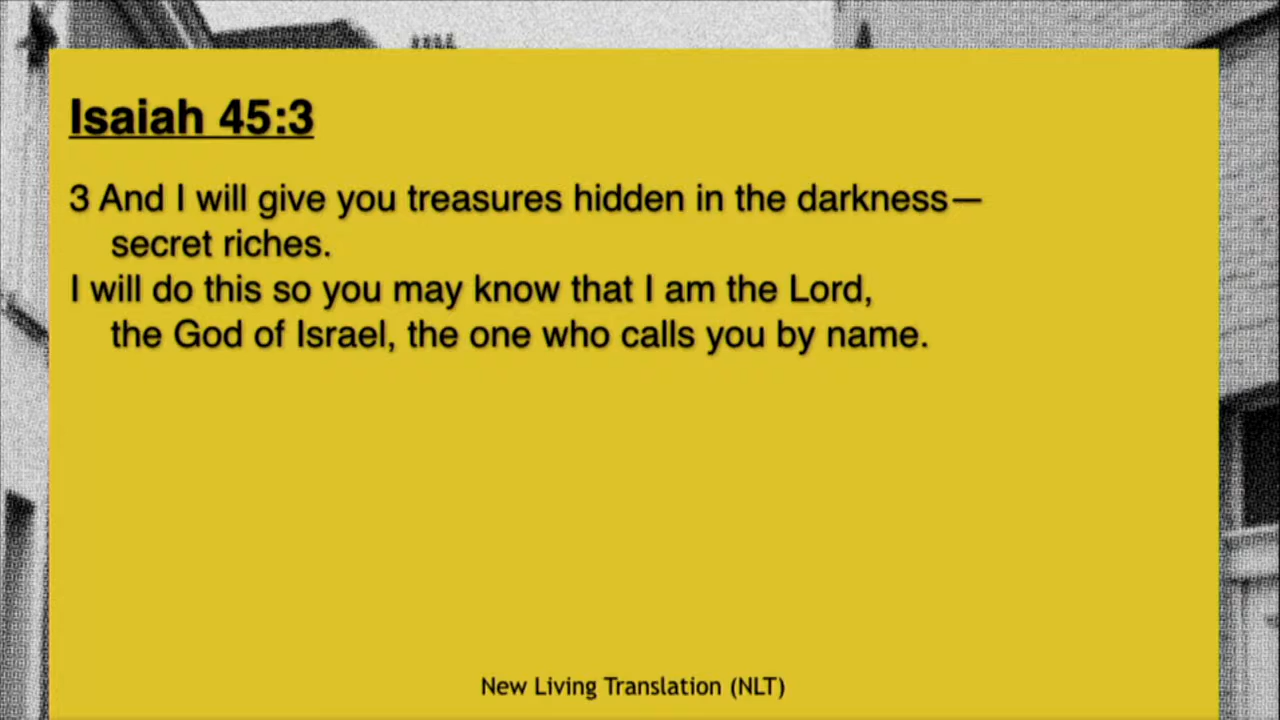 Isaiah 45:3
3 And I will give you treasures hidden in the darkness—
secret riches.
I will do this so you may know that I am the Lord,
the God of Israel, the one who calls you by name.
New Living Translation (NLT)